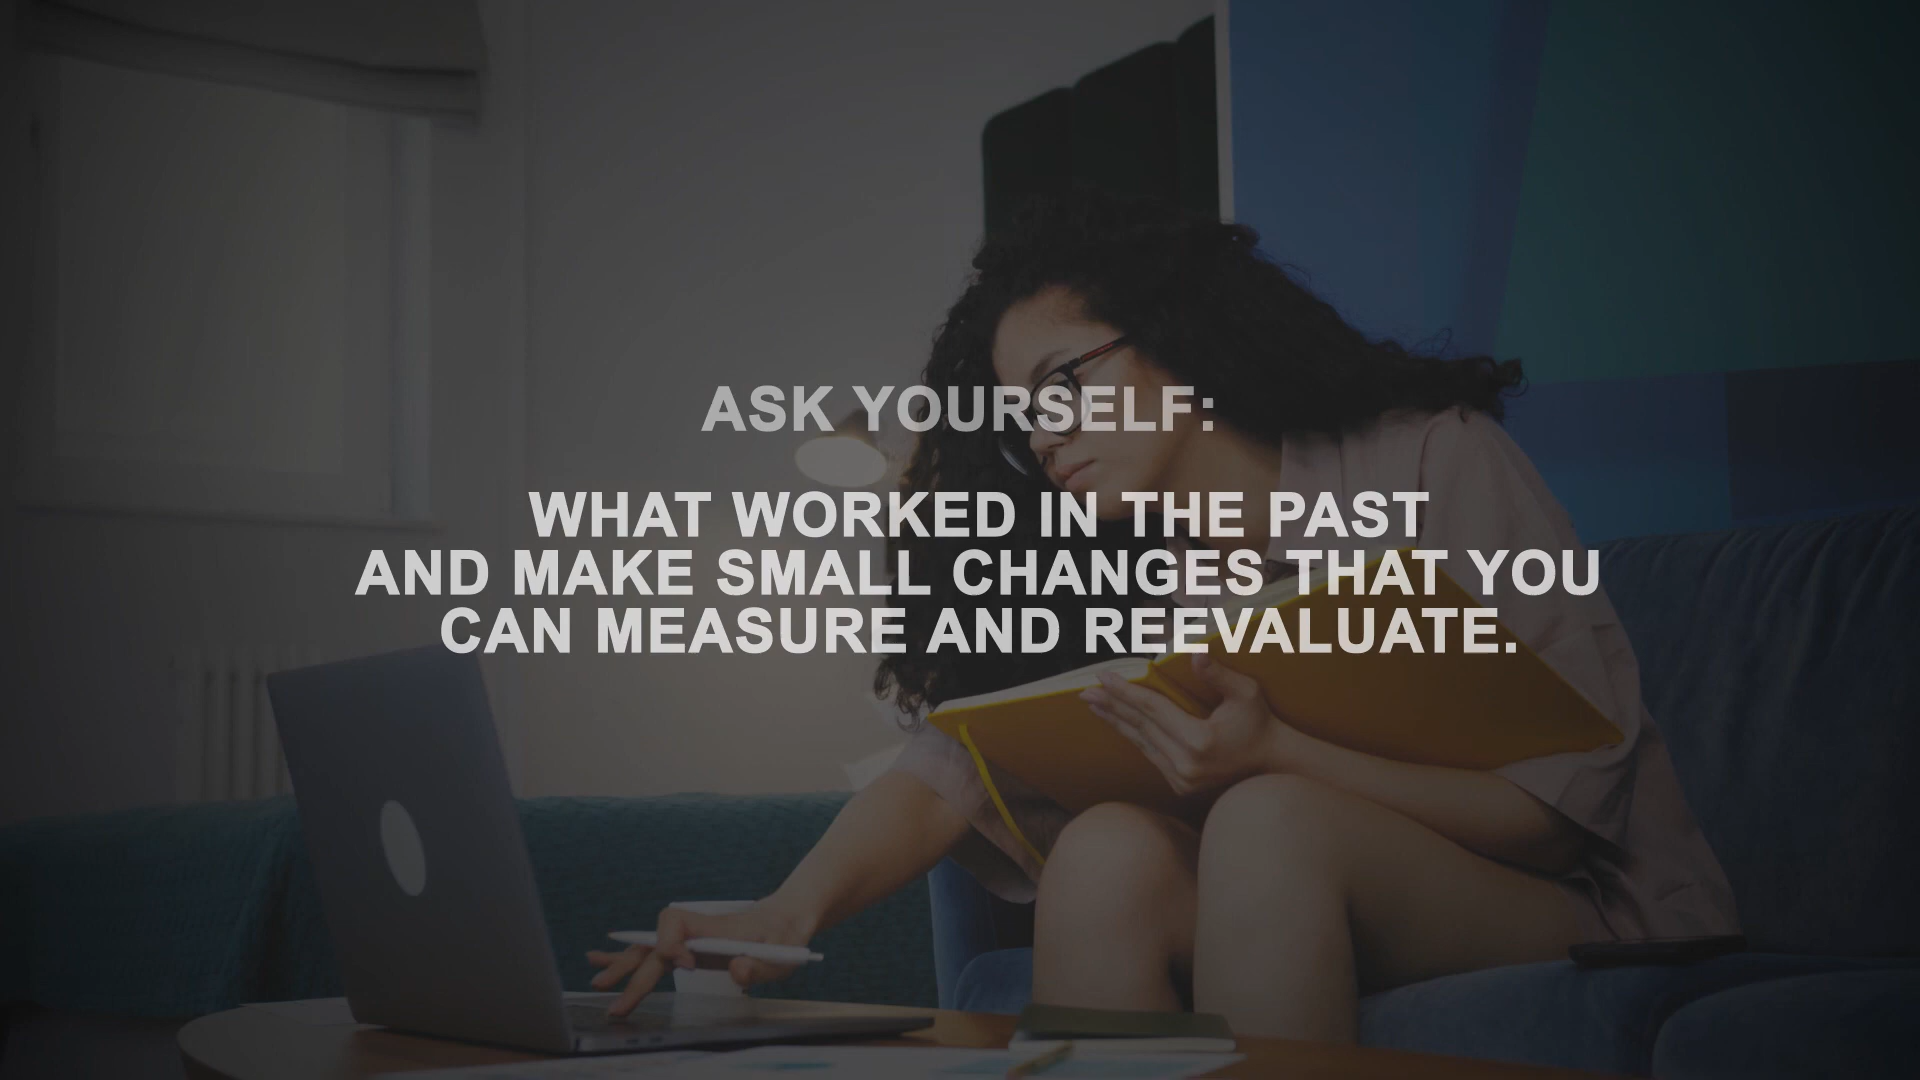 ASK YOURSELF:
WHAT WORKED IN THE PAST
AND MAKE SMALL CHANGES THAT YOU
CAN MEASURE AND REEVALUATE.